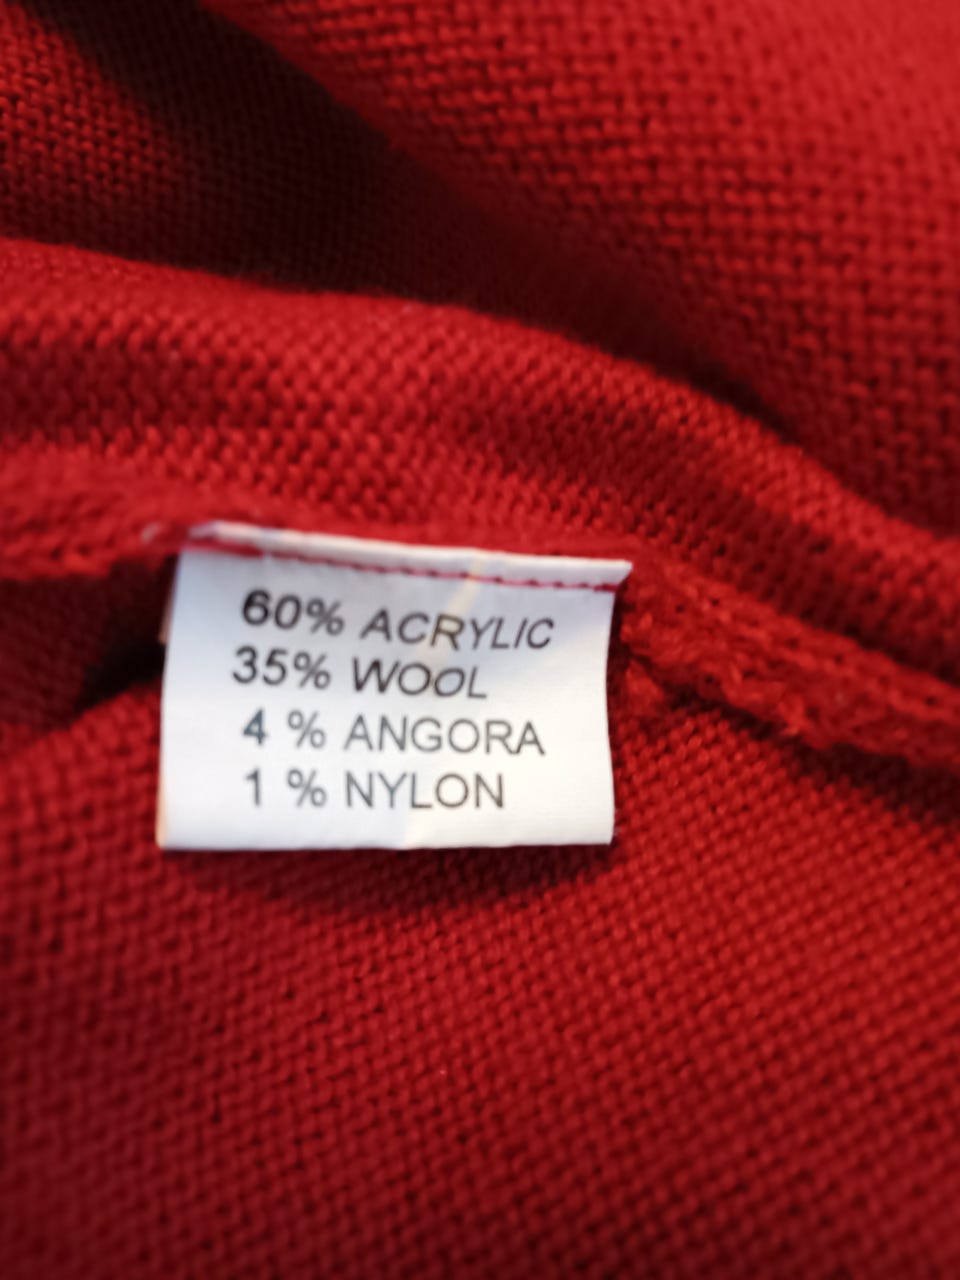 60% ACRYLIC
35% WOOL
4 % ANGORA
1 % NYLON